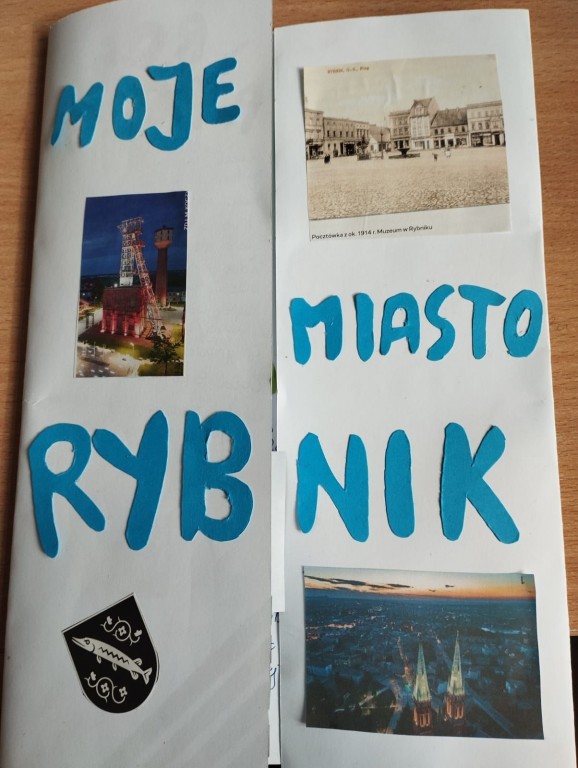 MOJE
Pocztówka z ok. 1914 r. Muzeum w Rybniku
MIASTO
RYBNIK